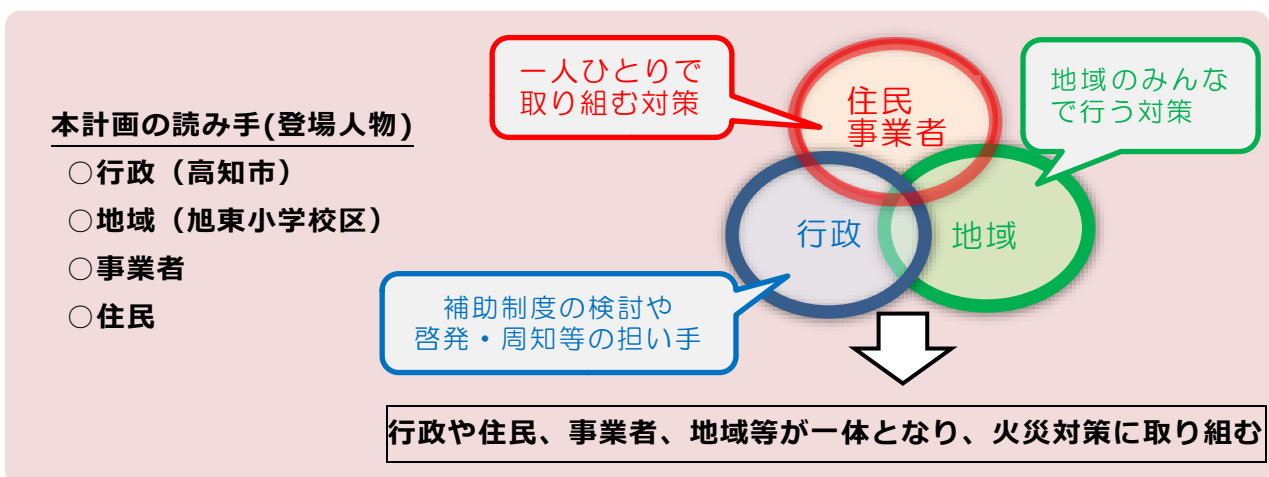 本計画の読み手(登場人物)
○行政（高知市）
○地域（旭東小学校区）
○事業者
○住民
一人ひとりで
取り組む対策
住民
事業者
地域のみんな
で行う対策
行政
地域
補助制度の検討や
啓発・周知等の担い手
行政や住民、事業者、地域等が一体となり、火災対策に取り組む